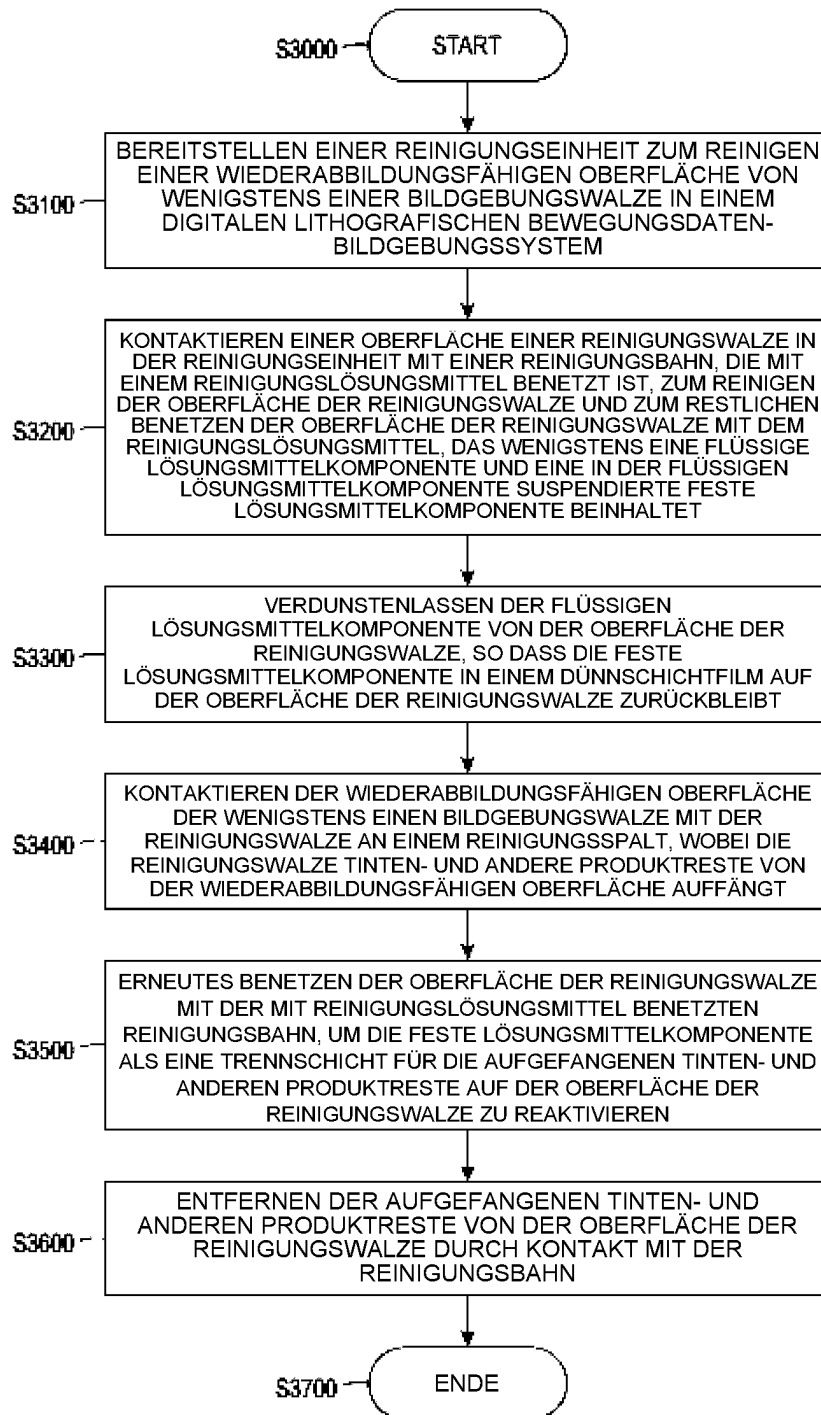 S3000
START
S3100
BEREITSTELLEN EINER REINIGUNGSEINHEIT ZUM REINIGEN
EINER WIEDERABBILDUNGSFÄHIGEN OBERFLÄCHE VON
WENIGSTENS EINER BILDGEBUNGSWALZE IN EINEM
DIGITALEN LITHOGRAFISCHEN BEWEGUNGSDATEN-
BILDGEBUNGSSYSTEM
S3200
KONTAKTIEREN EINER OBERFLÄCHE EINER REINIGUNGSWALZE IN
DER REINIGUNGSEINHEIT MIT EINER REINIGUNGSBAHN, DIE MIT
EINEM REINIGUNGSLÖSUNGSMITTEL BENETZT IST, ZUM REINIGEN
DER OBERFLÄCHE DER REINIGUNGSWALZE UND ZUM RESTLICHEN
BENETZEN DER OBERFLÄCHE DER REINIGUNGSWALZE MIT DEM
REINIGUNGSLÖSUNGSMITTEL, DAS WENIGSTENS EINE FLÜSSIGE
LÖSUNGSMITTELKOMPONENTE UND EINE IN DER FLÜSSIGEN
LÖSUNGSMITTELKOMPONENTE SUSPENDIERTE FESTE
LÖSUNGSMITTELKOMPONENTE BEINHALTET
S3300
VERDUNSTENLASSEN DER FLÜSSIGEN
LÖSUNGSMITTELKOMPONENTE VON DER OBERFLÄCHE DER
REINIGUNGSWALZE, SO DASS DIE FESTE
LÖSUNGSMITTELKOMPONENTE IN EINEM DÜNNSCHICHTFILM AUF
DER OBERFLÄCHE DER REINIGUNGSWALZE ZURÜCKBLEIBT
S3400
KONTAKTIEREN DER WIEDERABBILDUNGSFÄHIGEN OBERFLÄCHE
DER WENIGSTENS EINEN BILDGEBUNGSWALZE MIT DER
REINIGUNGSWALZE AN EINEM REINIGUNGSSPALT, WOBEI DIE
REINIGUNGSWALZE TINTEN- UND ANDERE PRODUKTRESTE VON
DER WIEDERABBILDUNGSFÄHIGEN OBERFLÄCHE AUFFÄNGT
S3500
ERNEUTES BENETZEN DER OBERFLÄCHE DER REINIGUNGSWALZE
MIT DER MIT REINIGUNGSLÖSUNGSMITTEL BENETZTEN
REINIGUNGSBAHN, UM DIE FESTE LÖSUNGSMITTELKOMPONENTE
ALS EINE TRENNSCHICHT FÜR DIE AUFGEFANGENEN TINTEN- UND
ANDEREN PRODUKTRESTE AUF DER OBERFLÄCHE DER
REINIGUNGSWALZE ZU REAKTIVIEREN
S3600
ENTFERNEN DER AUFGEFANGENEN TINTEN- UND
ANDEREN PRODUKTRESTE VON DER OBERFLÄCHE DER
REINIGUNGSWALZE DURCH KONTAKT MIT DER
REINIGUNGSBAHN
S3700
ENDE